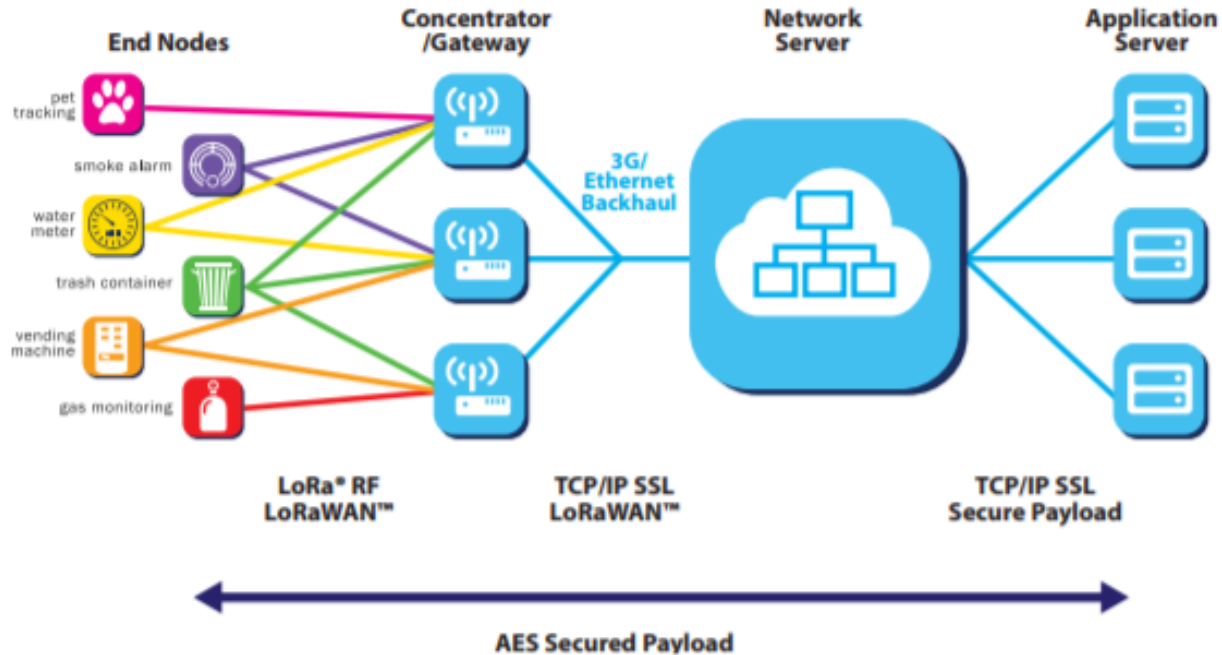 End Nodes
Concentrator
/Gateway
Network
Server
Application
Server
pet
tracking
smoke alarm
water
meter
trash container
vending
machine
gas monitoring
3G/
Ethernet
Backhaul
LoRa® RF
LoRaWAN™
TCP/IP SSL
LoRaWAN™
TCP/IP SSL
Secure Payload
AES Secured Payload